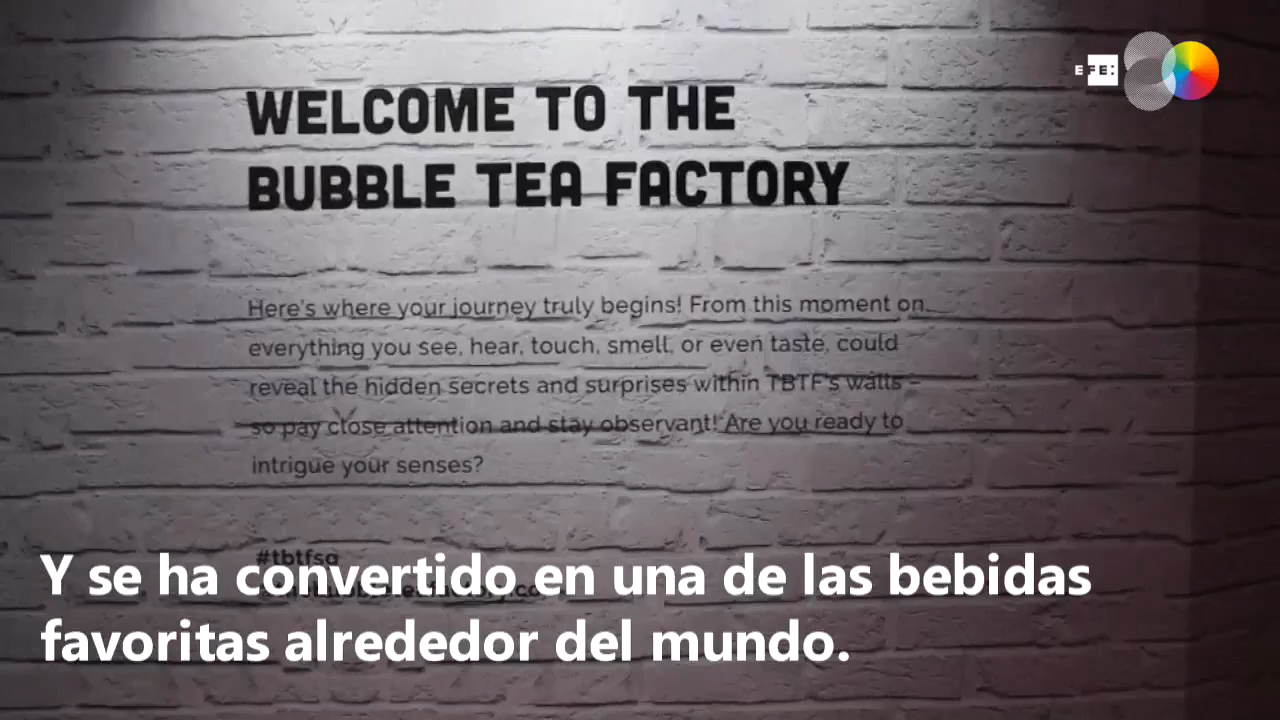 EFE:
WELCOME TO THE
BUBBLE TEA FACTORY
Here's where your journey truly begins! From this moment on,
everything you see, hear, touch, smell, or even taste, could
reveal the hidden secrets and surprises within TBTF's walls –
so pay close attention and stay observant! Are you ready to
intrigue your senses?
#tbtfsg
Y se ha convertido en una de las bebidas
favoritas alrededor del mundo.